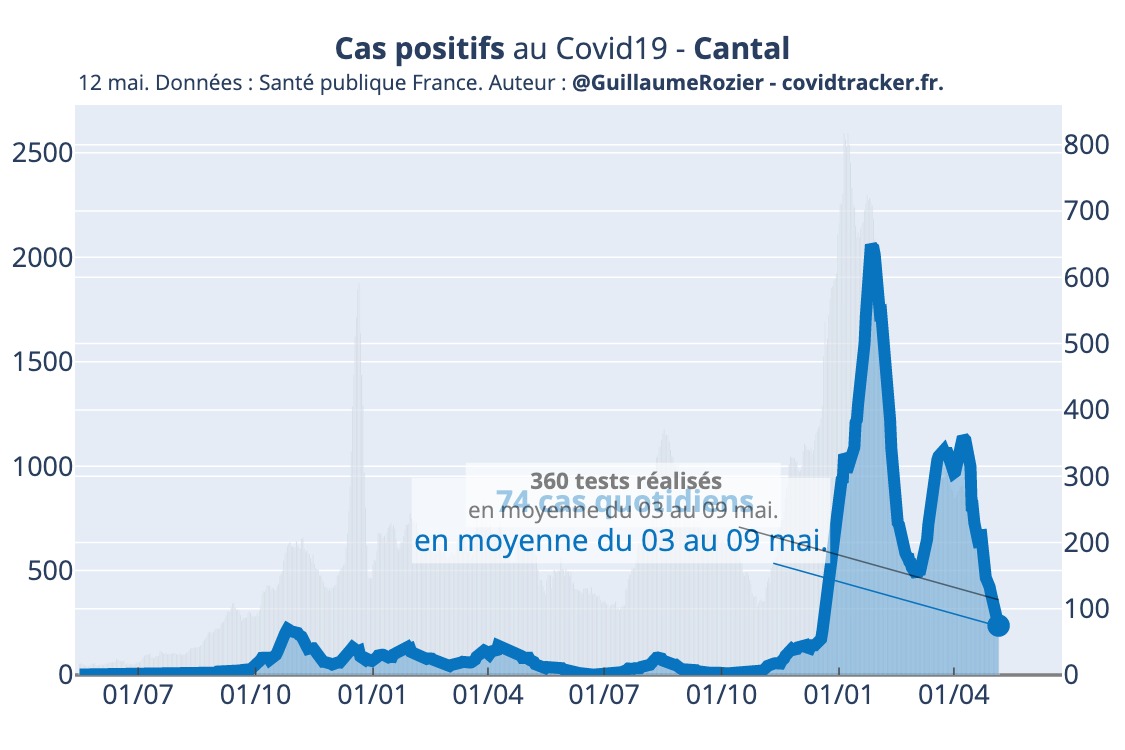 Cas positifs au Covid19 - Cantal
12 mai. Données : Santé publique France. Auteur : @GuillaumeRozier - covidtracker.fr.
2500
2000
1500
1000
500
0
800
700
600
500
400
300
200
100
0
360 tests réalisés
en moyenne du 03 au 09 mai.
74 cas quotidiens
en moyenne du 03 au 09 mai.
01/07 01/10 01/01 01/04 01/07 01/10 01/01 01/04